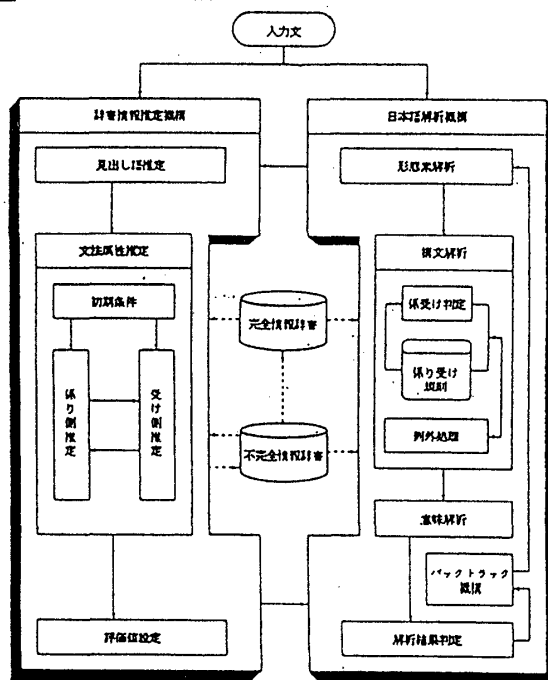 入力文
辞書情報推定機構
見出し語推定
文法属性推定
初期条件
係り側推定
受け側推定
評価値設定
完全情報辞書
不完全情報辞書
日本語解析機構
形態素解析
構文解析
係受け判定
係り受け
規則
例外処理
意味解析
バックトラック
機構
解析結果判定